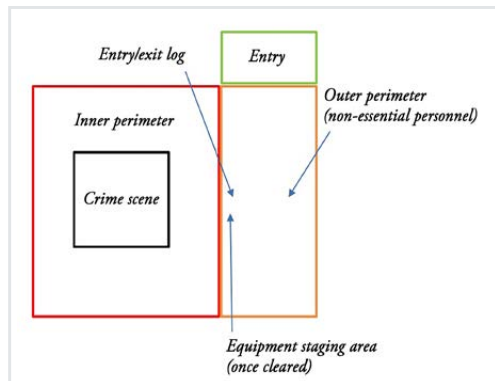 Entry/exit log
Entry
Outer perimeter
(non-essential personnel)
Inner perimeter
Crime scene
Equipment staging area
(once cleared)